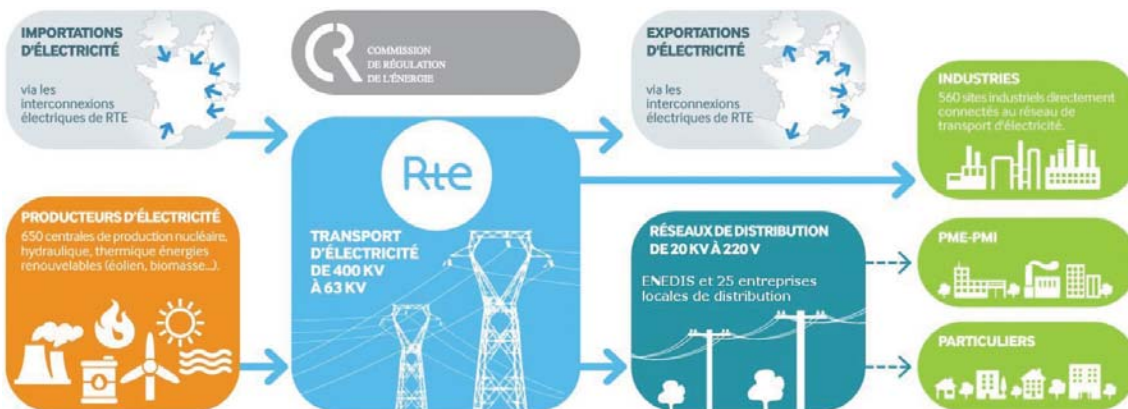 IMPORTATIONS
D'ÉLECTRICITÉ
via les
interconnexions
électriques de RTE
COMMISSION
DE RÉGULATION
DE L'ÉNERGIE
EXPORTATIONS
D'ÉLECTRICITÉ
via les
interconnexions
électriques de RTE
INDUSTRIES
560 sites industriels directement
connectés au réseau de
transport d'électricité.
Rte
PRODUCTEURS D'ÉLECTRICITÉ
650 centrales de production nucléaire,
hydraulique, thermique énergies
renouvelables (éolien, biomasse...).
TRANSPORT
D'ÉLECTRICITÉ
DE 400 KV
À 63 KV
RÉSEAUX DE DISTRIBUTION
DE 20 KV À 220 V
ENEDIS et 25 entreprises
locales de distribution
PME-PMI
PARTICULIERS